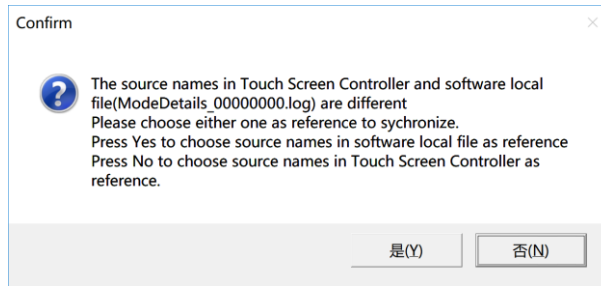 Confirm
The source names in Touch Screen Controller and software local
file(ModeDetails_00000000.log) are different
Please choose either one as reference to sychronize.
Press Yes to choose source names in software local file as reference
Press No to choose source names in Touch Screen Controller as
reference.
是(Y)
否(N)